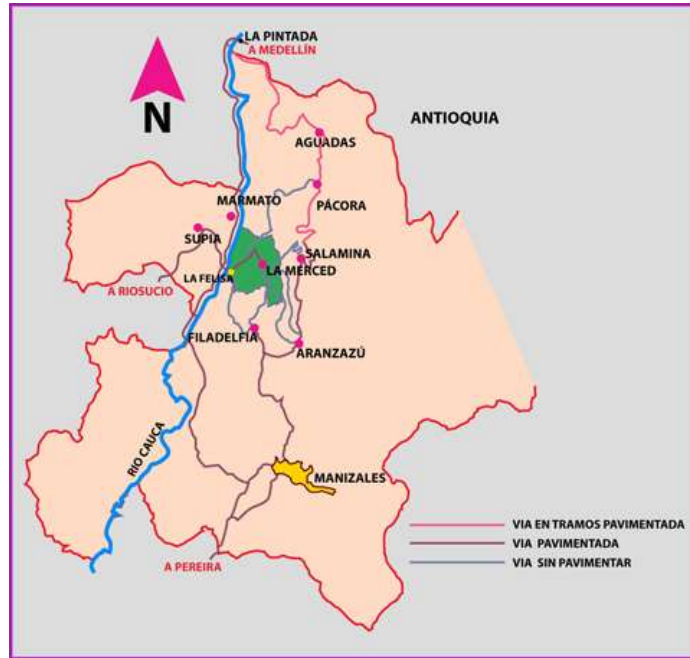 LA PINTADA
A MEDELLÍN
N
ANTIOQUIA
AGUADAS
PÁCORA
MARMATO
SUPIA
SALAMINA
LA MERCED
LA FELISA
A RIOSUCIO
FILADELFIA
ARANZAZÚ
RIO CAUCA
MANIZALES
A PEREIRA
VIA EN TRAMOS PAVIMENTADA
VIA PAVIMENTADA
VIA SIN PAVIMENTAR